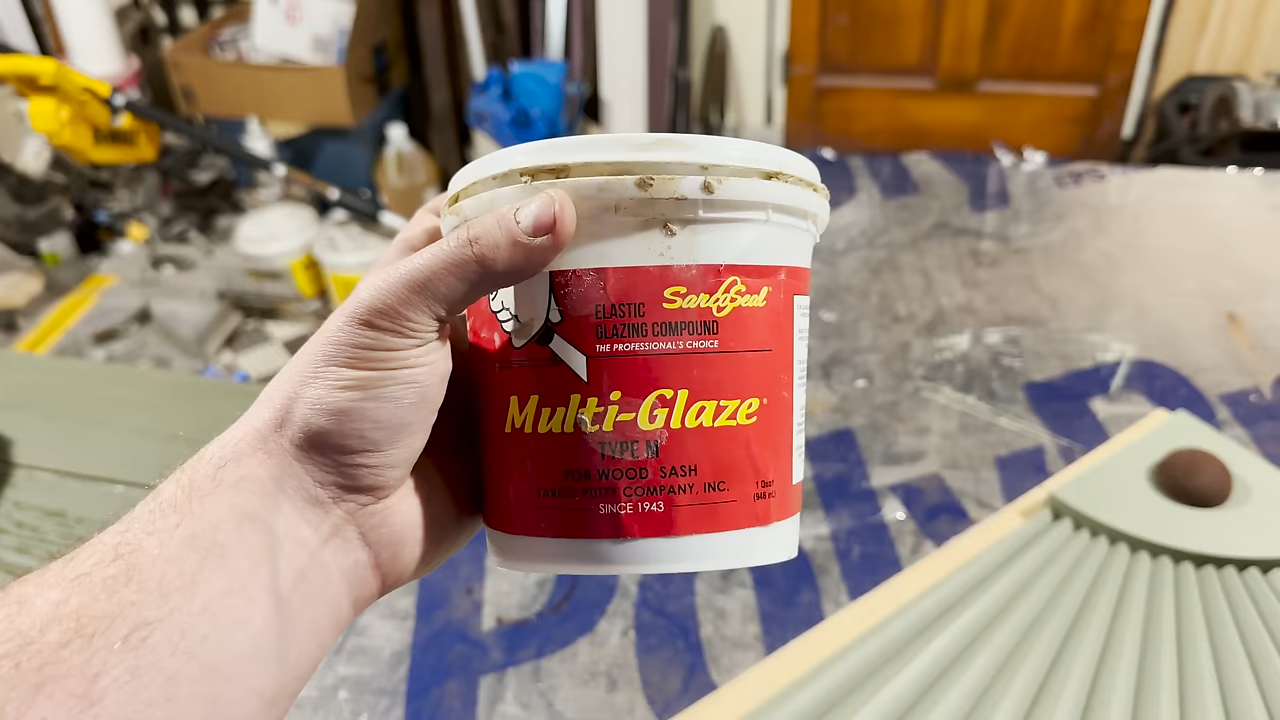 SarcoSeal®
ELASTIC
GLAZING COMPOUND
THE PROFESSIONAL'S CHOICE
Multi-Glaze®
TYPE M
FOR WOOD SASH
PUTTY COMPANY, INC.
1 Quart
(946 mL)
SINCE 1943